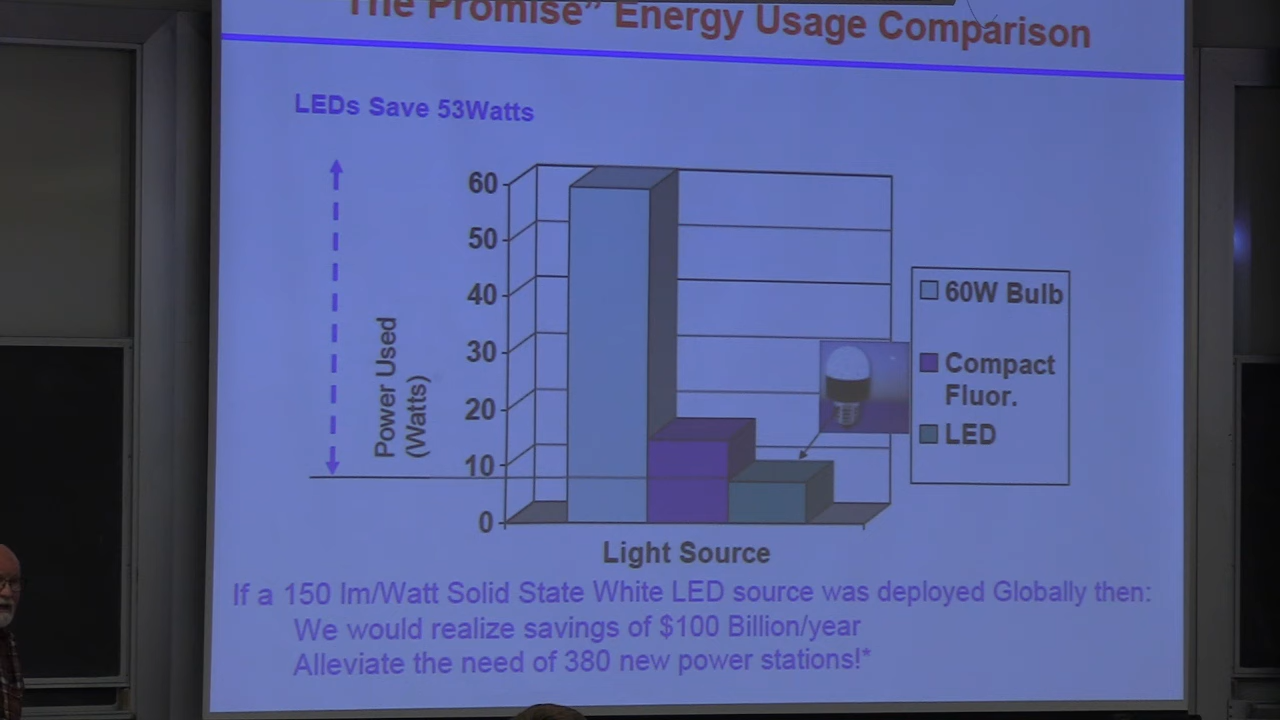 The Promise" Energy Usage Comparison
LEDs Save 53Watts
60
50
40
30
20
10
0
Power Used
(Watts)
Light Source
60W Bulb
Compact
Fluor.
LED
If a 150 lm/Watt Solid State White LED source was deployed Globally then:
We would realize savings of $100 Billion/year
Alleviate the need of 380 new power stations!*